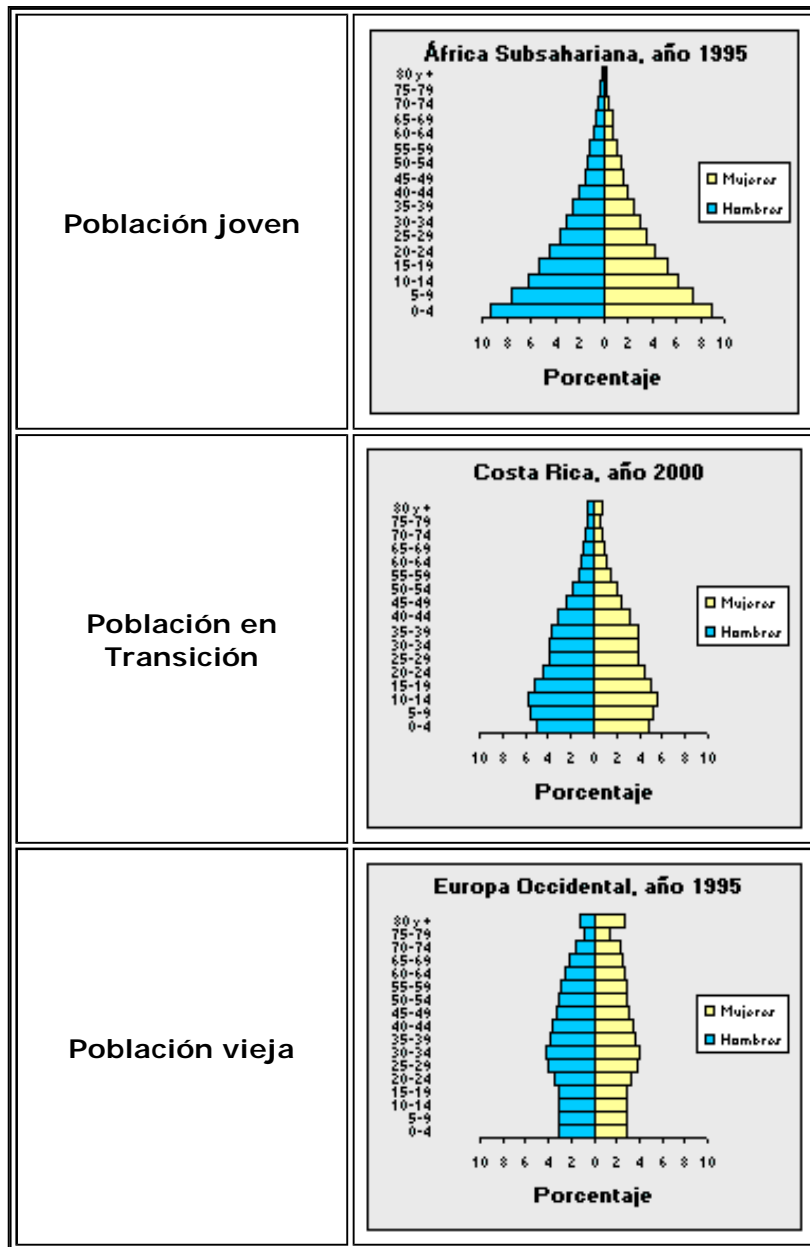 Población joven
África Subsahariana, año 1995
80 y +
75-79
70-74
65-69
60-64
55-59
50-54
45-49
40-44
35-39
30-34
25-29
20-24
15-19
10-14
5-9
0-4
Mujeres
Hombres
10 8 6 4 2 0 2 4 6 8 10
Porcentaje
Población en
Transición
Costa Rica, año 2000
80 y +
75-79
70-74
65-69
60-64
55-59
50-54
45-49
40-44
35-39
30-34
25-29
20-24
15-19
10-14
5-9
0-4
Mujeres
Hombres
10 8 6 4 2 0 2 4 6 8 10
Porcentaje
Población vieja
Europa Occidental, año 1995
80 y +
75-79
70-74
65-69
60-64
55-59
50-54
45-49
40-44
35-39
30-34
25-29
20-24
15-19
10-14
5-9
0-4
Mujeres
Hombres
10 8 6 4 2 0 2 4 6 8 10
Porcentaje